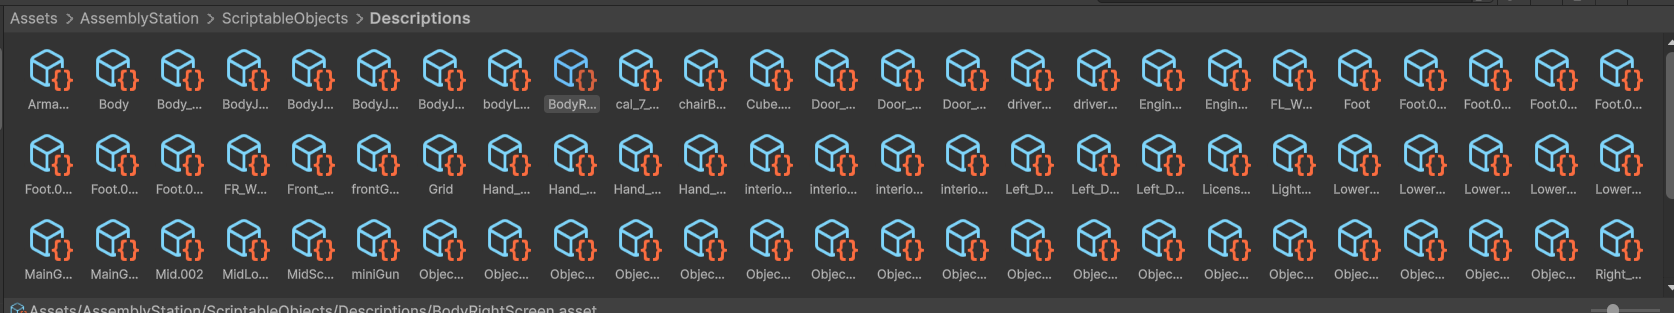 Assets > AssemblyStation > ScriptableObjects > Descriptions
Arma... Body Body_... BodyJ... BodyJ... BodyJ... BodyJ... bodyL... BodyR... cal_7_... chairB... Cube.... Door_... Door_... Door_... driver... driver... Engin... Engin... FL_W... Foot Foot.0... Foot.0... Foot.0... Foot.0...
Foot.0... Foot.0... Foot.0... FR_W... Front_... frontG... Grid Hand_... Hand_... Hand_... Hand_... interio... interio... interio... interio... Left_D... Left_D... Left_D... Licens... Light... Lower... Lower... Lower... Lower... Lower...
MainG... MainG... Mid.002 MidLo... MidSc... miniGun Objec... Objec... Objec... Objec... Objec... Objec... Objec... Objec... Objec... Objec... Objec... Objec... Objec... Objec... Objec... Objec... Objec... Objec... Right_...
Assets/AssemblyStation/ScriptableObjects/Descriptions/BodyRightScreen.asset